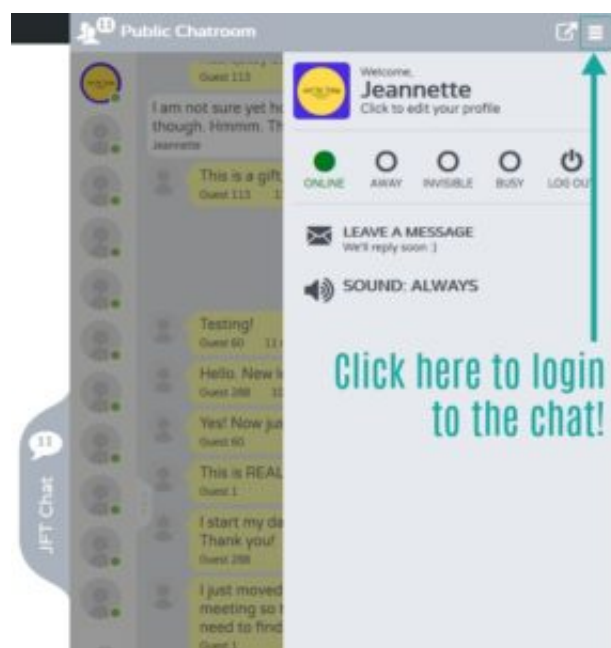 11
Public Chatroom
Guest 113
I am not sure yet
though. Hmmm.
Jeannette
This is a gift
Guest 113
Testing!
Guest 60
Hello. New
Guest 288
Yes! Now
Guest 60
This is REAL
Guest 1
I start my
Thank you!
Guest 288
I just moved
meeting so
need to find
Guest 1
Welcome,
Jeannette
Click to edit your profile
ONLINE
AWAY
INVISIBLE
BUSY
LOG
LEAVE A MESSAGE
We'll reply soon :)
SOUND: ALWAYS
Click here to login
to the chat!
11
JFT Chat